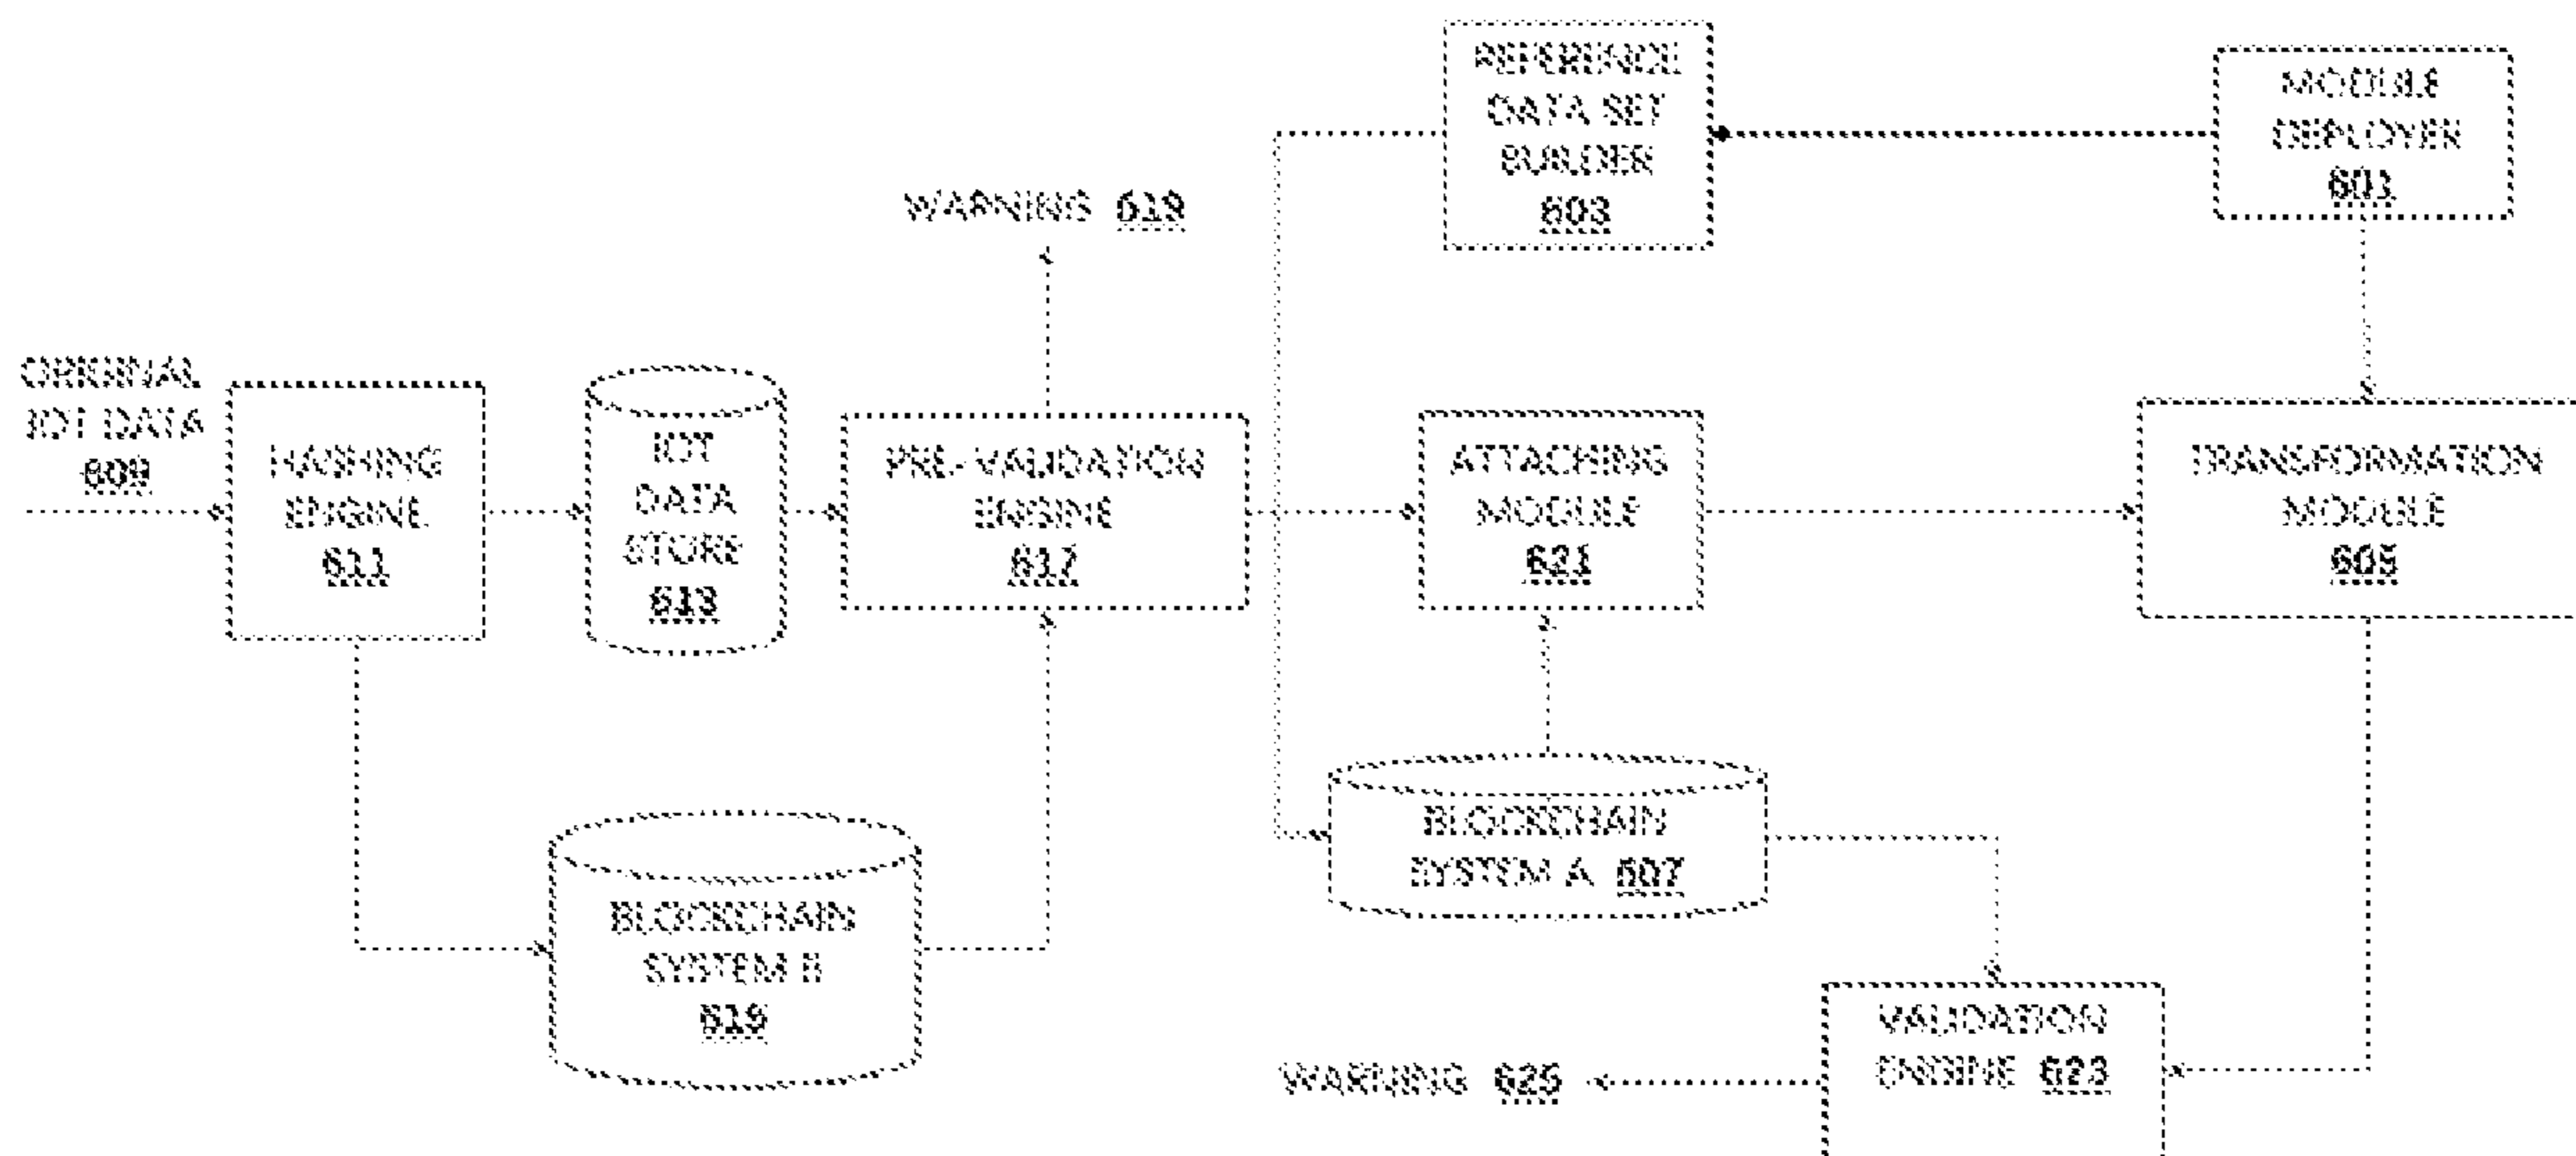 REFERENCE
DATA SET
BUILDER
603
MODULE
DEPLOYER
601
WARNING 619
ORIGINAL
IOT DATA
609
HASHING
ENGINE
611
IOT
DATA
STORE
613
PRE-VALIDATION
ENGINE
617
ATTACHING
MODULE
621
TRANSFORMATION
MODULE
605
BLOCKCHAIN
SYSTEM A 607
BLOCKCHAIN
SYSTEM B
615
VALIDATION
ENGINE 623
WARNING 625